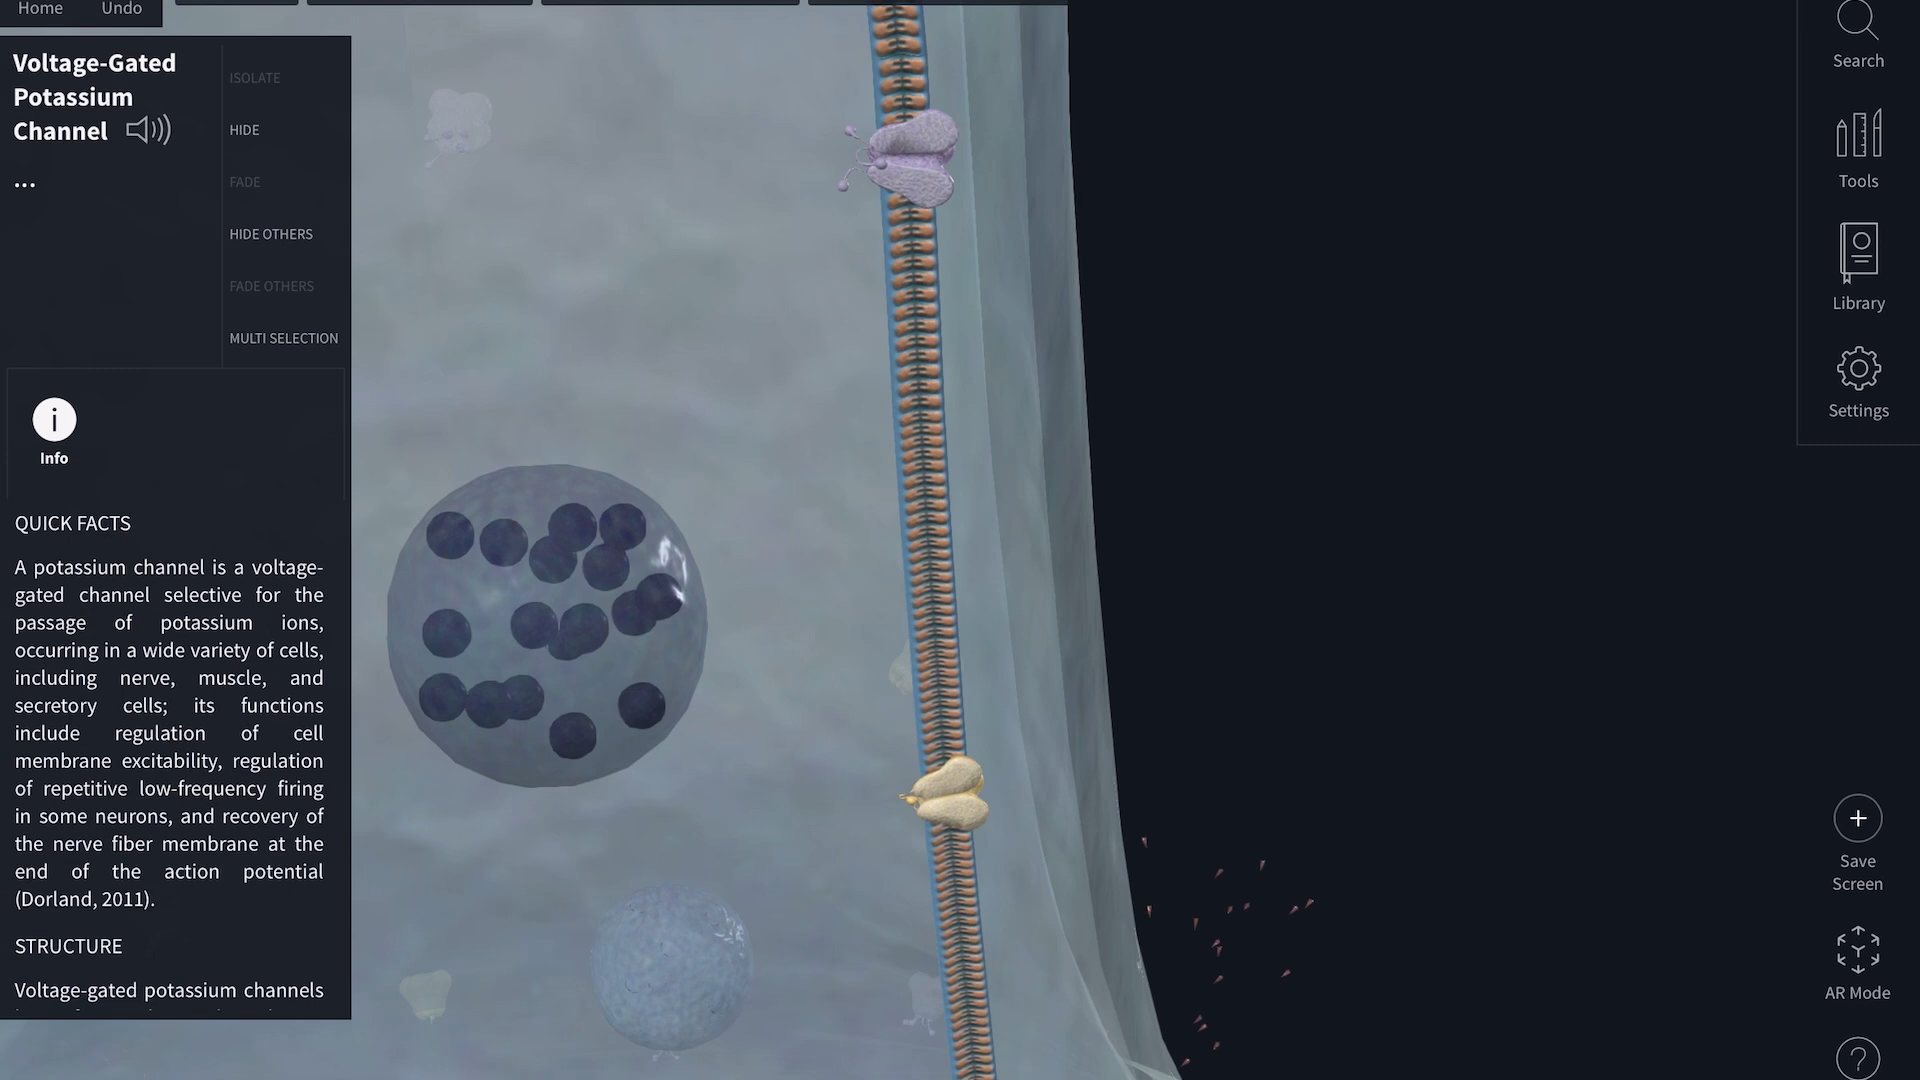 Home Undo
Voltage-Gated
Potassium
Channel
...
ISOLATE
HIDE
FADE
HIDE OTHERS
FADE OTHERS
MULTI SELECTION
i
Info
QUICK FACTS
A potassium channel is a voltage-
gated channel selective for the
passage of potassium ions,
occurring in a wide variety of cells,
including nerve, muscle, and
secretory cells; its functions
include regulation of cell
membrane excitability, regulation
of repetitive low-frequency firing
in some neurons, and recovery of
the nerve fiber membrane at the
end of the action potential
(Dorland, 2011).
STRUCTURE
Voltage-gated potassium channels
Search
Tools
Library
Settings
Save
Screen
AR Mode
?